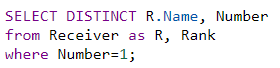 SELECT DISTINCT R.Name, Number
from Receiver as R, Rank
where Number=1;